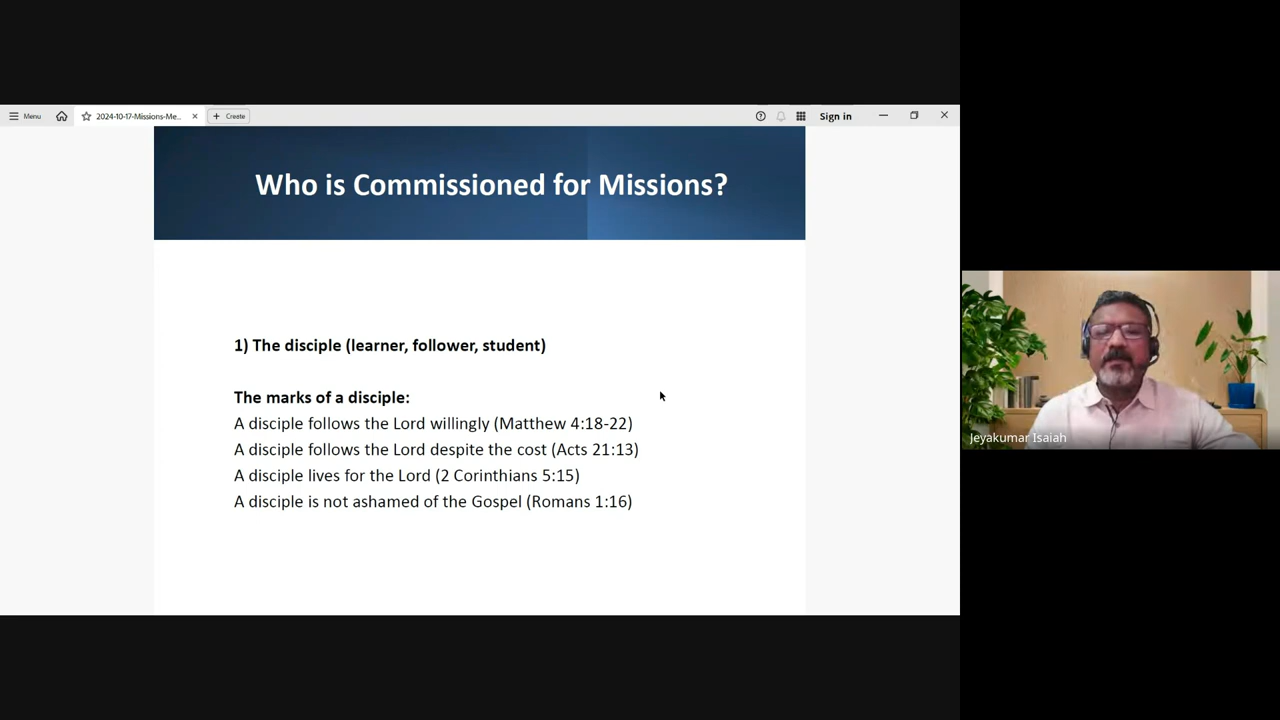 Menu
2024-10-17-Missions-Me...
Create
Sign in
Who is Commissioned for Missions?
1) The disciple (learner, follower, student)
The marks of a disciple:
A disciple follows the Lord willingly (Matthew 4:18-22)
A disciple follows the Lord despite the cost (Acts 21:13)
A disciple lives for the Lord (2 Corinthians 5:15)
A disciple is not ashamed of the Gospel (Romans 1:16)
Jeyakumar Isaiah